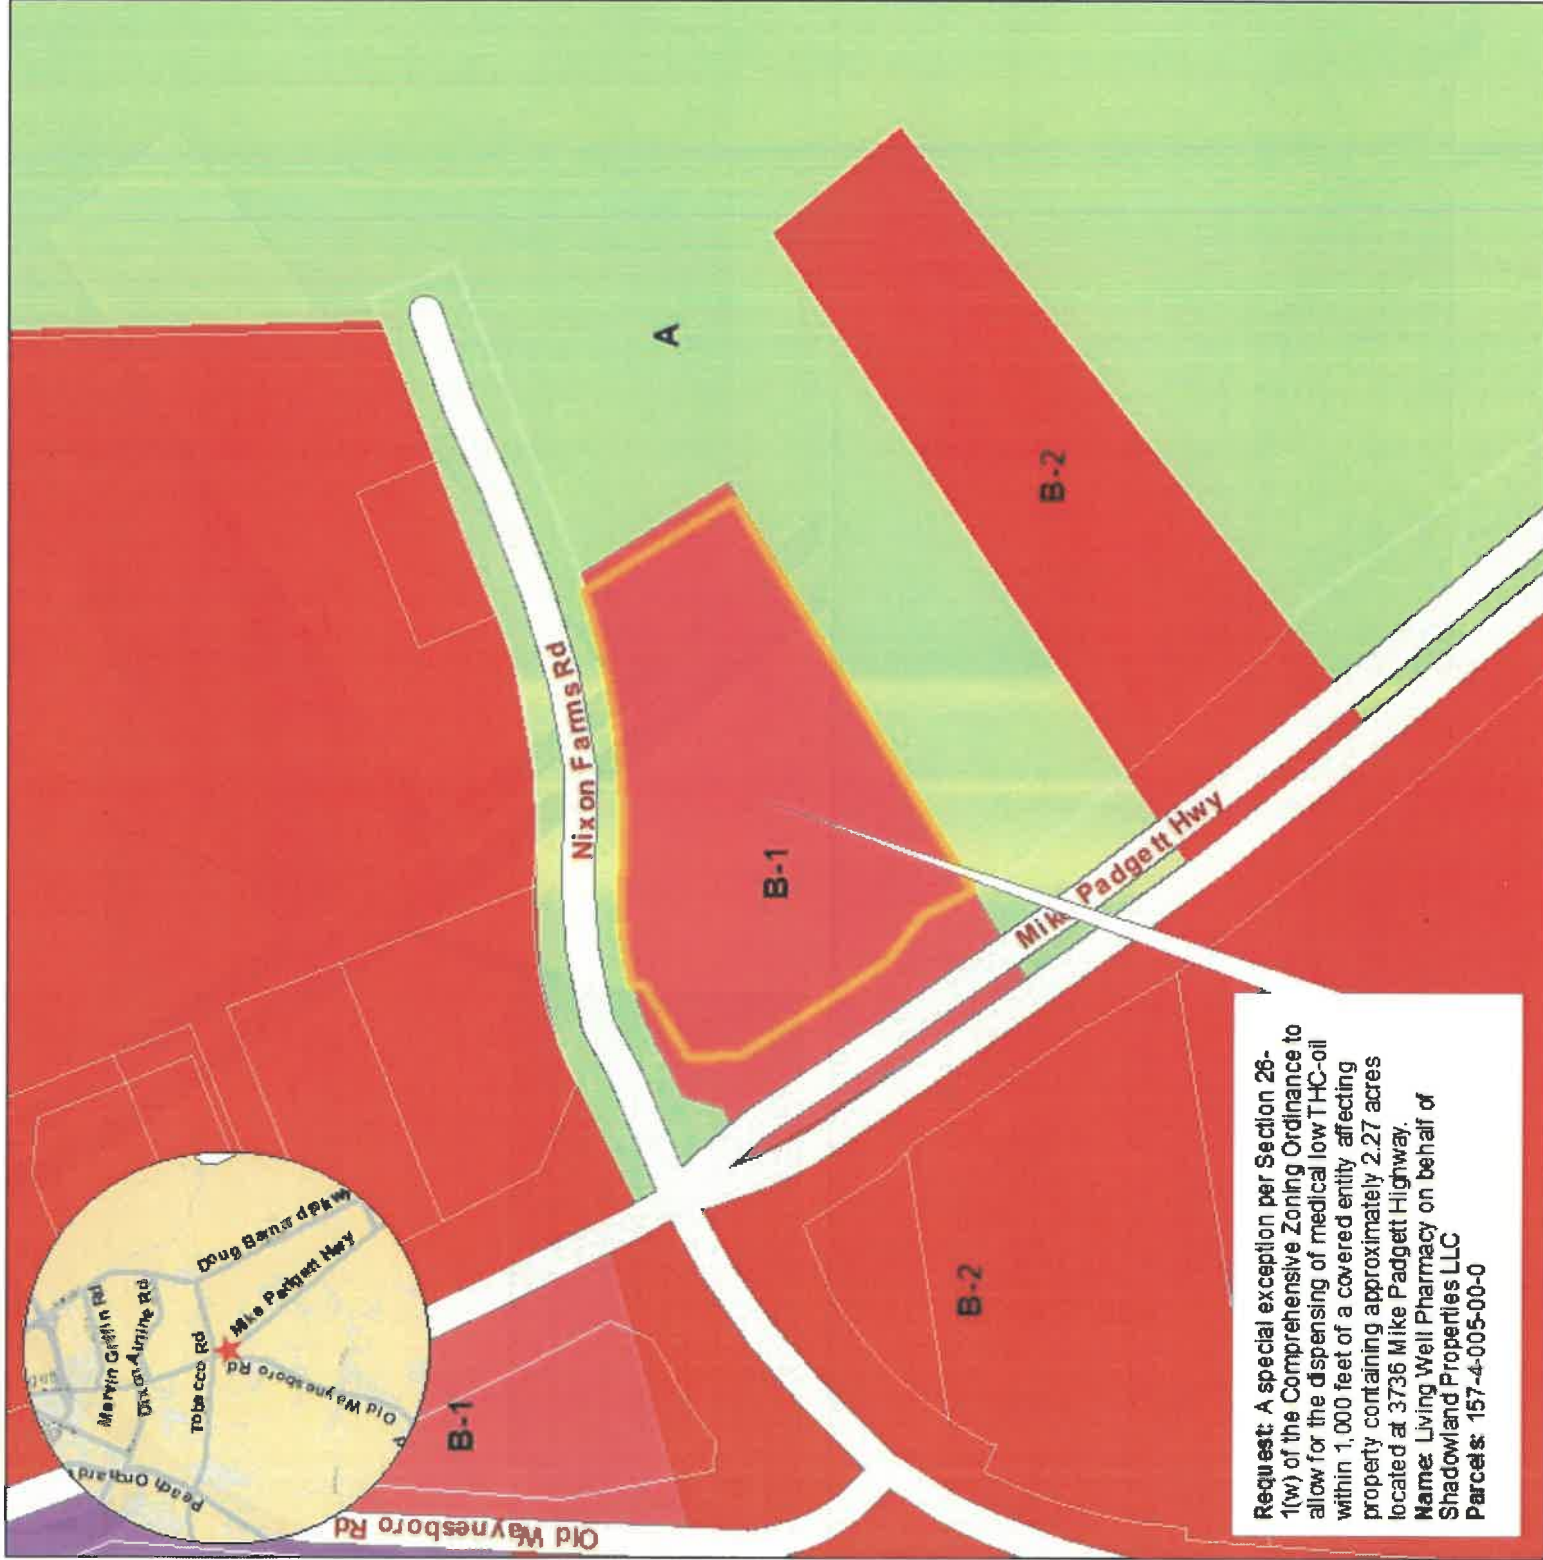 Marvin Griffin Rd
Dixon Airline Rd
Doug Barnard Pkwy
Tobacco Rd
Mike Padgett Hwy
Old Waynesboro Rd
Peach Orchard
A
Nixon Farms Rd
B-1
B-2
Mike Padgett Hwy
B-1
B-2
Old Waynesboro Rd
Request: A special exception per Section 26-
1(w) of the Comprehensive Zoning Ordinance to
allow for the dispensing of medical low THC-oil
within 1,000 feet of a covered entity affecting
property containing approximately 2.27 acres
located at 3736 Mike Padgett Highway.
Name: Living Well Pharmacy on behalf of
Shadowland Properties LLC
Parcels: 157-4-005-00-0